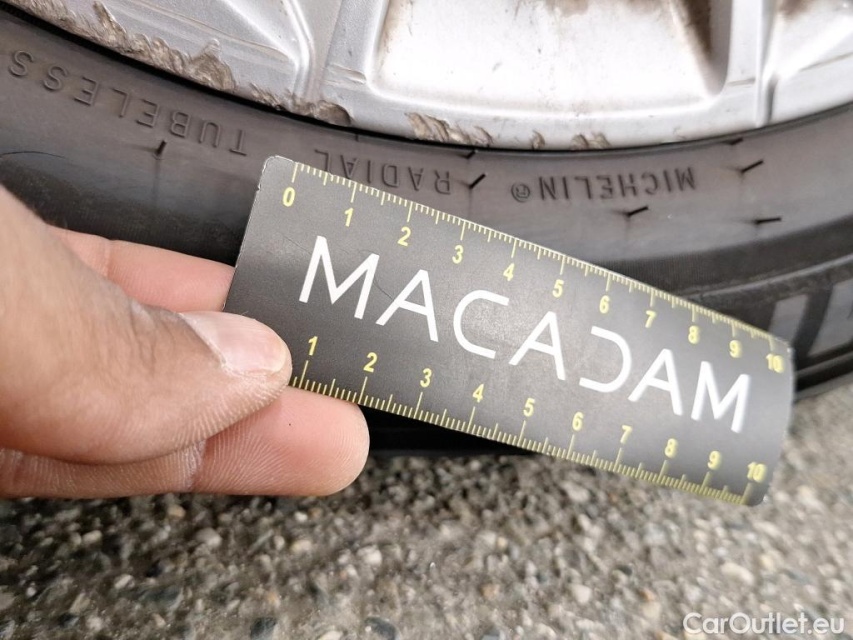 TUBELESS
RADIAL
MICHELIN®
0 1 2 3 4 5 6 7 8 9 10
MACADAM
1 2 3 4 5 6 7 8 9 10
CarOutlet.eu